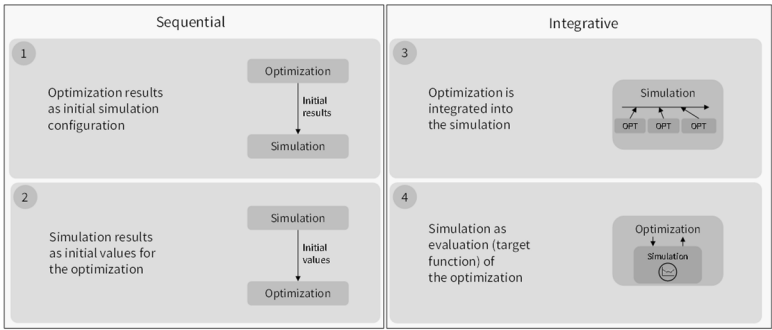 Sequential
1
Optimization results
as initial simulation
configuration
Optimization
Initial
results
Simulation
2
Simulation results
as initial values for
the optimization
Simulation
Initial
values
Optimization
Integrative
3
Optimization is
integrated into
the simulation
Simulation
OPT OPT OPT
4
Simulation as
evaluation (target
function) of
the optimization
Optimization
Simulation